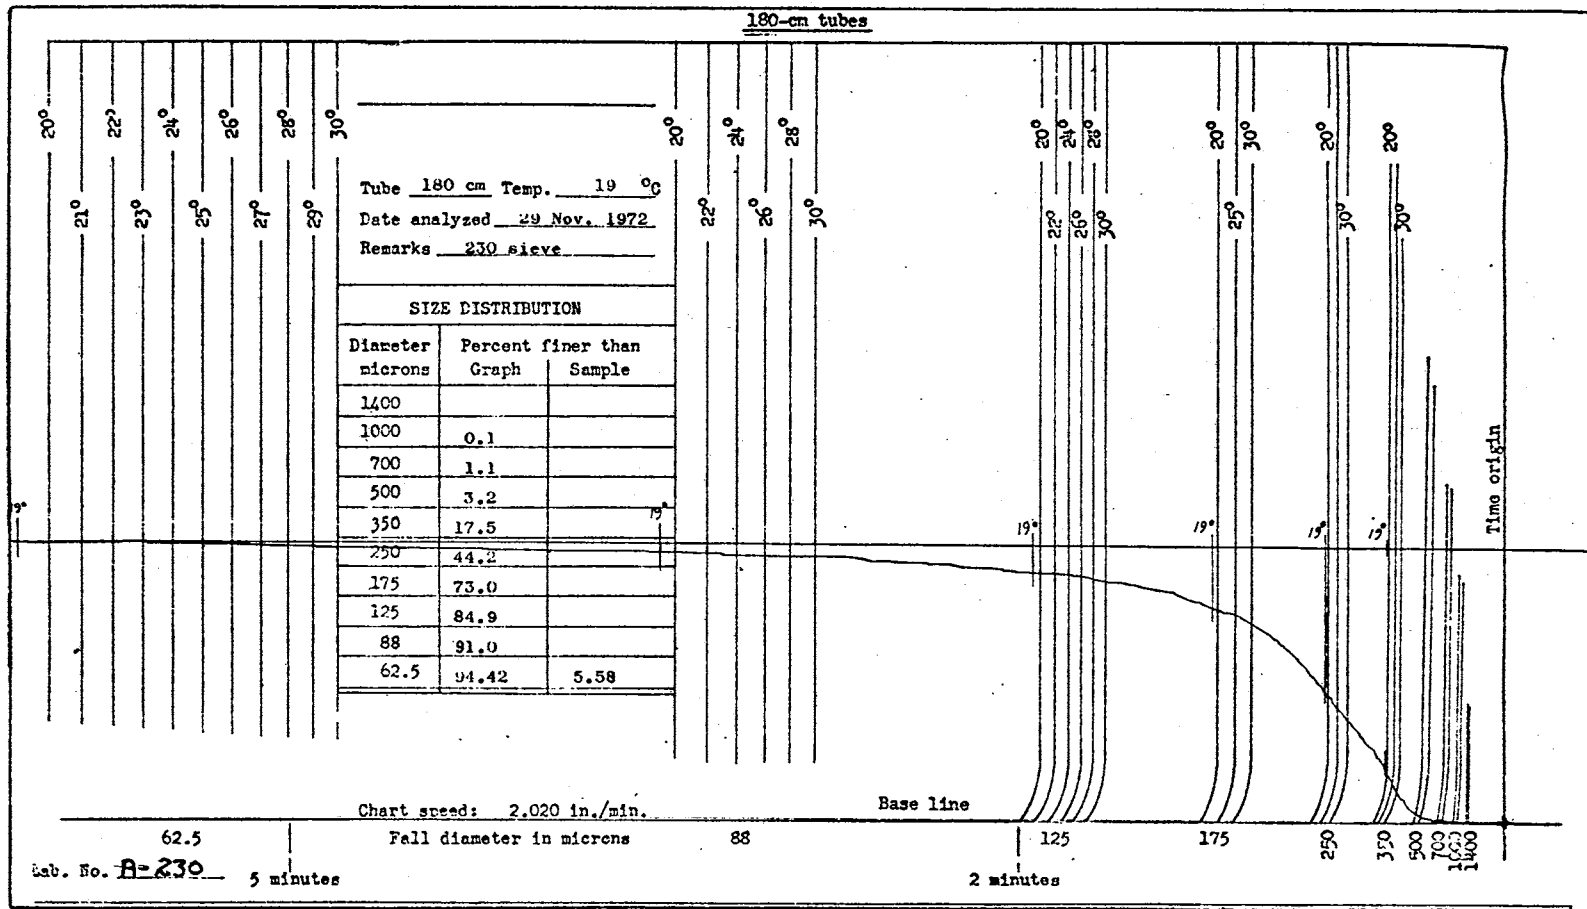 180-cm tubes
20° 22° 24° 26° 28° 30° 20° 24° 28° 20° 24° 28° 20° 30° 20° 20°
21° 23° 25° 27° 29° 22° 26° 30° 22° 26° 30° 25° 30° 30°
Tube 180 cm Temp. 19 °C
Date analyzed 29 Nov. 1972
Remarks 230 sieve
SIZE DISTRIBUTION
Diameter microns Percent finer than
Graph Sample
1400
1000 0.1
700 1.1
500 3.2
350 17.5
250 44.2
175 73.0
125 84.9
88 91.0
62.5 94.42 5.58
19° 19° 19° 19° 19° 19°
Time origin
Chart speed: 2.020 in./min.
Base line
62.5 Fall diameter in microns 88 125 175 250 350 500 700 1000 1400
Lab. No. A-230 5 minutes 2 minutes